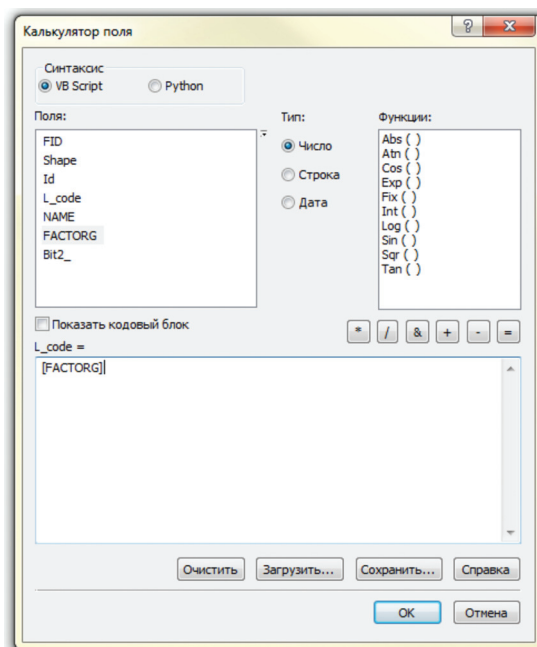 Калькулятор поля
Синтаксис
VB Script Python
Поля: Тип: Функции:
FID
Shape
Id
L_code
NAME
FACTORG
Bit2_
Число
Строка
Дата
Abs ( )
Atn ( )
Cos ( )
Exp ( )
Fix ( )
Int ( )
Log ( )
Sin ( )
Sqr ( )
Tan ( )
Показать кодовый блок
* / & + - =
L_code =
[FACTORG]
Очистить Загрузить... Сохранить... Справка
OK Отмена